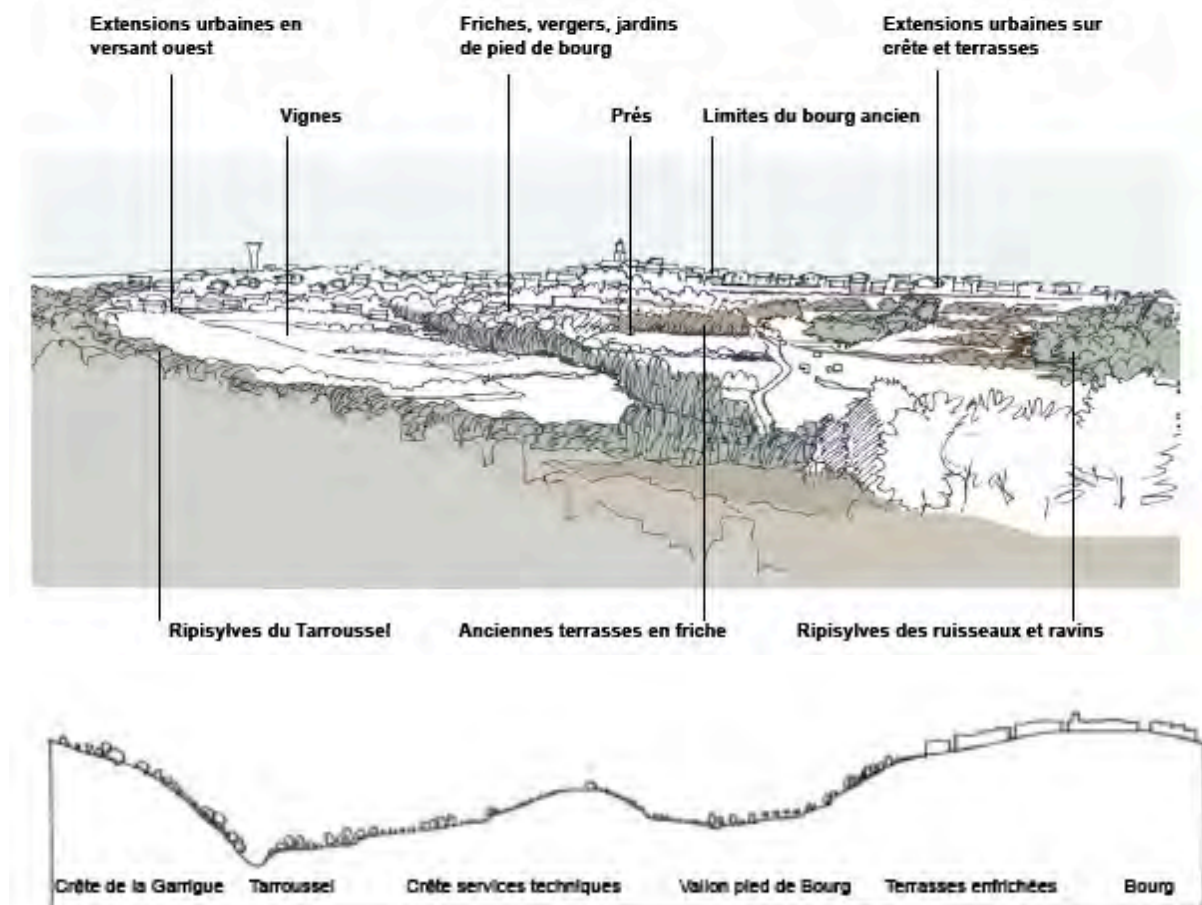 Extensions urbaines en
versant ouest
Friches, vergers, jardins
de pied de bourg
Extensions urbaines sur
crête et terrasses
Vignes
Prés
Limites du bourg ancien
Ripisylves du Tarroussel
Anciennes terrasses en friche
Ripisylves des ruisseaux et ravins
Crête de la Garrigue
Tarroussel
Crête services techniques
Vallon pied de Bourg
Terrasses enfrichées
Bourg